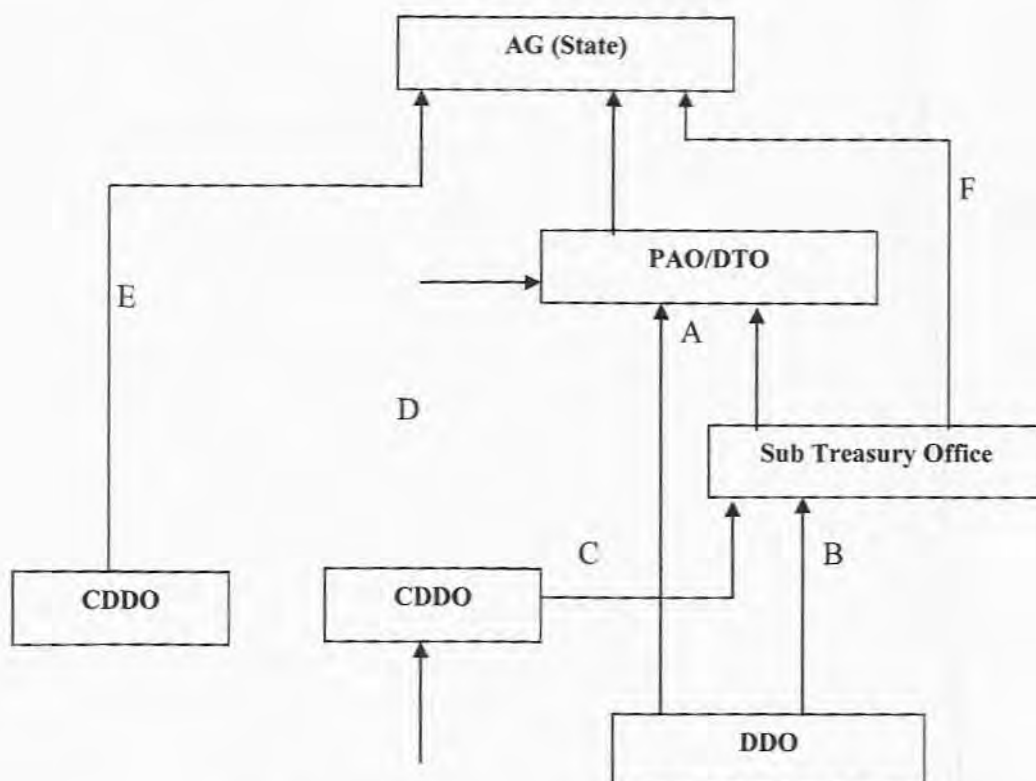 AG (State)
F
PAO/DTO
E
A
D
Sub Treasury Office
C
B
CDDO
CDDO
DDO